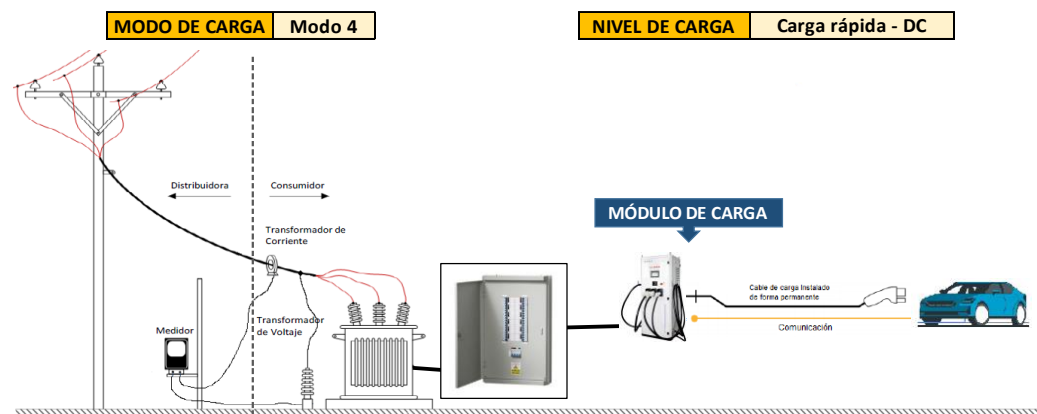 MODO DE CARGA Modo 4
NIVEL DE CARGA Carga rápida - DC
Distribuidora
Consumidor
MÓDULO DE CARGA
Transformador de
Corriente
Cable de carga Instalado
de forma permanente
Transformador
de Voltaje
Medidor
Comunicación